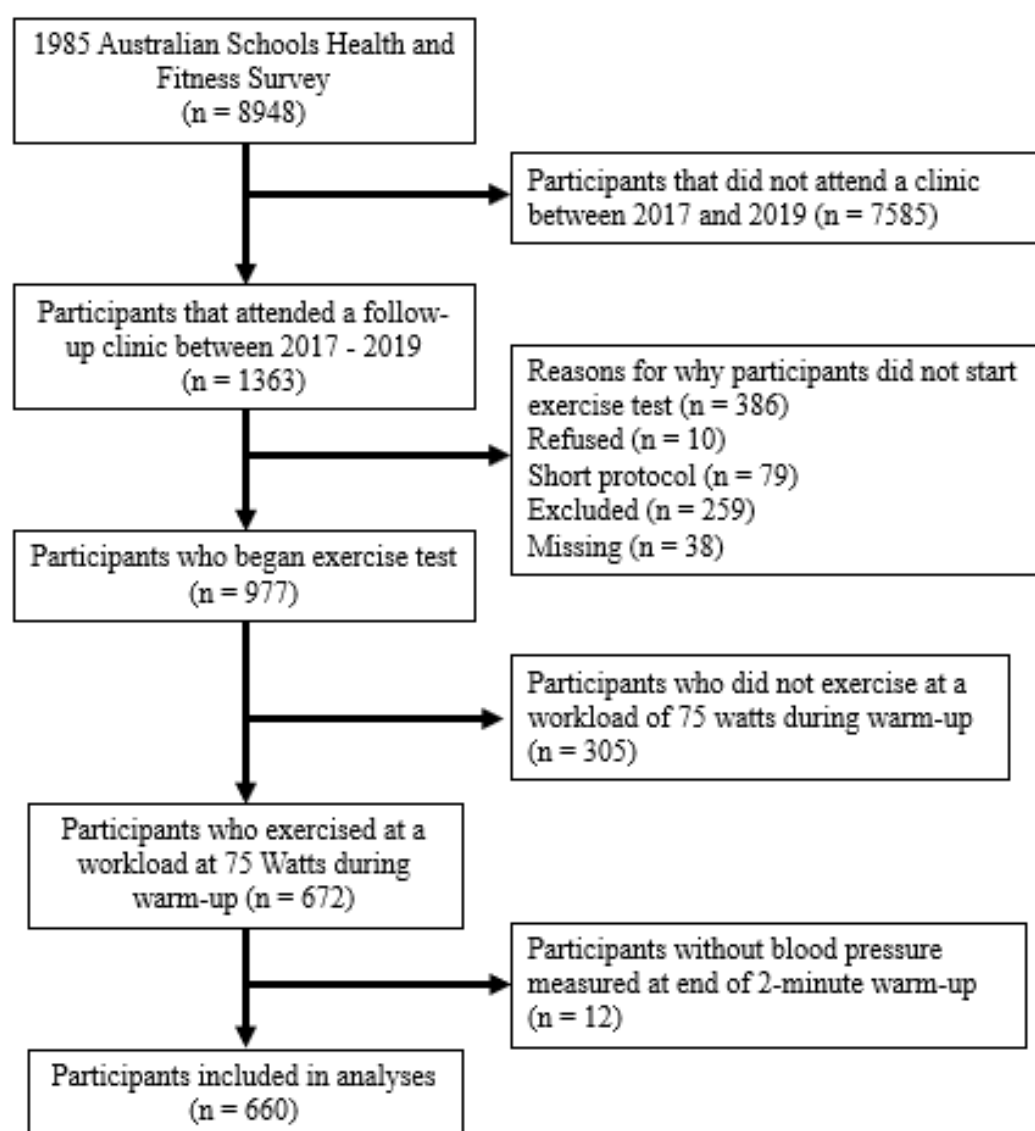 1985 Australian Schools Health and
Fitness Survey
(n = 8948)
Participants that did not attend a clinic
between 2017 and 2019 (n = 7585)
Participants that attended a follow-
up clinic between 2017 - 2019
(n = 1363)
Reasons for why participants did not start
exercise test (n = 386)
Refused (n = 10)
Short protocol (n = 79)
Excluded (n = 259)
Missing (n = 38)
Participants who began exercise test
(n = 977)
Participants who did not exercise at a
workload of 75 watts during warm-up
(n = 305)
Participants who exercised at a
workload at 75 Watts during
warm-up (n = 672)
Participants without blood pressure
measured at end of 2-minute warm-up
(n = 12)
Participants included in analyses
(n = 660)